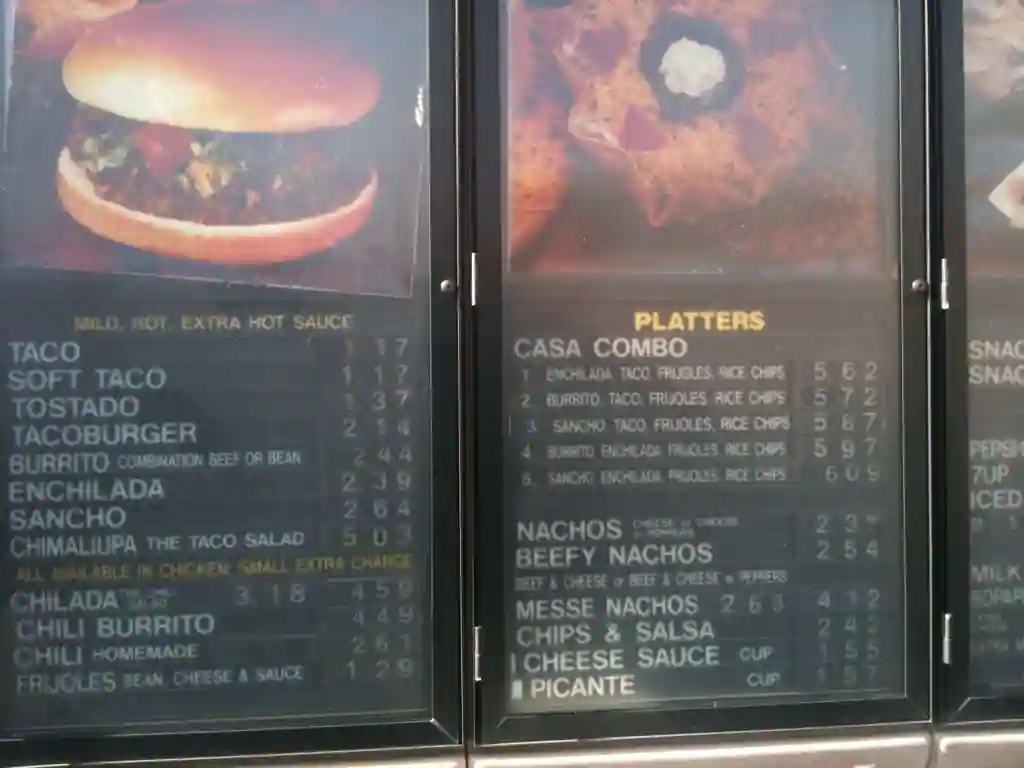 MILD, HOT, EXTRA HOT SAUCE
TACO 1 17
SOFT TACO 1 17
TOSTADO 1 37
TACOBURGER 2 14
BURRITO COMBINATION BEEF OR BEAN 2 44
ENCHILADA 2 39
SANCHO 2 64
CHIMALIUPA THE TACO SALAD 5 03
ALL AVAILABLE IN CHICKEN SMALL EXTRA CHARGE
CHILADA 3 18 4 59
CHILI BURRITO 4 49
CHILI HOMEMADE 2 61
FRIJOLES BEAN, CHEESE & SAUCE 1 29
PLATTERS
CASA COMBO
1. ENCHILADA, TACO, FRIJOLES, RICE CHIPS 5 62
2. BURRITO, TACO, FRIJOLES, RICE CHIPS 5 72
3. SANCHO, TACO, FRIJOLES, RICE CHIPS 5 87
4. BURRITO, ENCHILADA, FRIJOLES, RICE CHIPS 5 97
5. SANCHO, ENCHILADA, FRIJOLES, RICE CHIPS 6 09
NACHOS 2 3
BEEFY NACHOS 2 54
BEEF & CHEESE or BEEF & CHEESE w PEPPERS
MESSE NACHOS 2 63 4 12
CHIPS & SALSA 2 42
CHEESE SAUCE CUP 1 55
PICANTE CUP 1 57
SNAC
SNAC
PEPSI
7UP
ICED
MILK